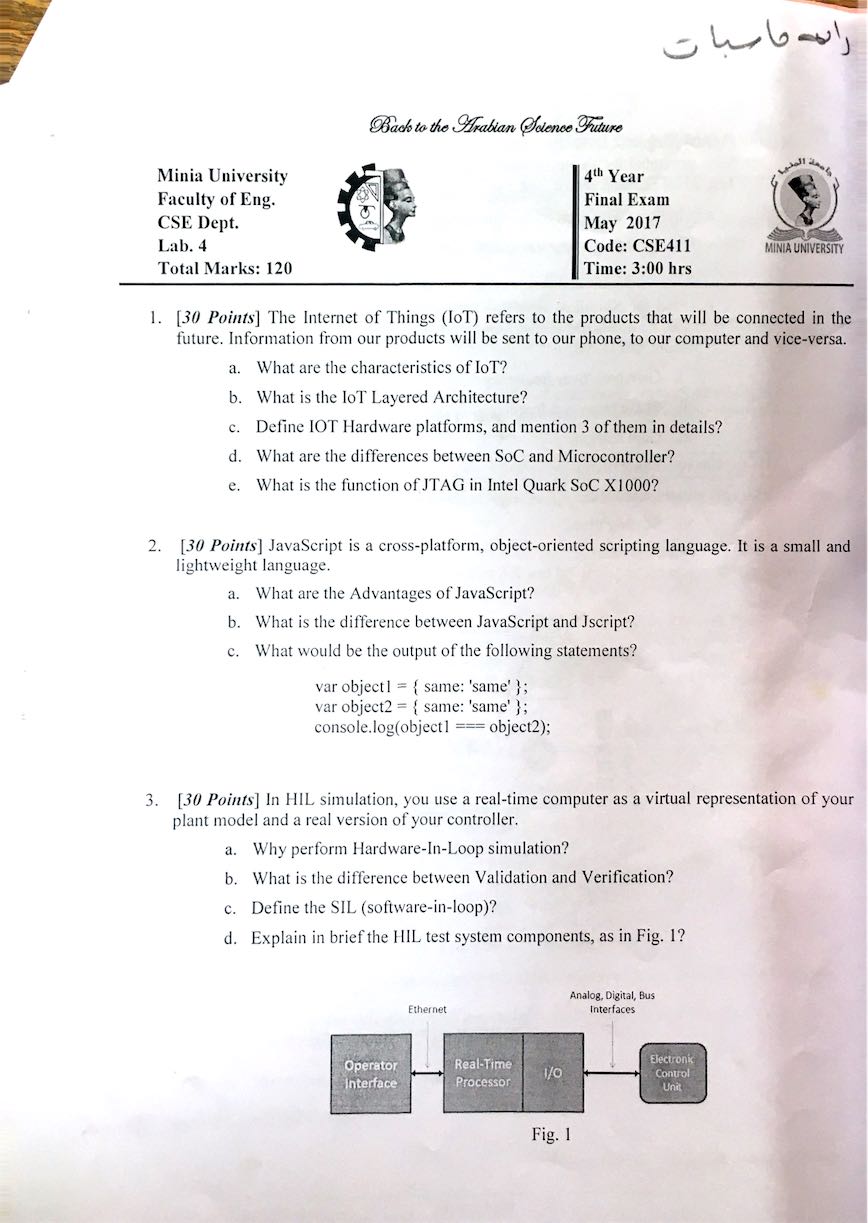 رابعه حاسبات
Back to the Arabian Science Future
Minia University
Faculty of Eng.
CSE Dept.
Lab. 4
Total Marks: 120
4th Year
Final Exam
May 2017
Code: CSE411
Time: 3:00 hrs
جامعة المنيا
MINIA UNIVERSITY
1. [30 Points] The Internet of Things (IoT) refers to the products that will be connected in the
future. Information from our products will be sent to our phone, to our computer and vice-versa.
a. What are the characteristics of IoT?
b. What is the IoT Layered Architecture?
c. Define IOT Hardware platforms, and mention 3 of them in details?
d. What are the differences between SoC and Microcontroller?
e. What is the function of JTAG in Intel Quark SoC X1000?
2. [30 Points] JavaScript is a cross-platform, object-oriented scripting language. It is a small and
lightweight language.
a. What are the Advantages of JavaScript?
b. What is the difference between JavaScript and Jscript?
c. What would be the output of the following statements?
var object1 = { same: 'same' };
var object2 = { same: 'same' };
console.log(object1 === object2);
3. [30 Points] In HIL simulation, you use a real-time computer as a virtual representation of your
plant model and a real version of your controller.
a. Why perform Hardware-In-Loop simulation?
b. What is the difference between Validation and Verification?
c. Define the SIL (software-in-loop)?
d. Explain in brief the HIL test system components, as in Fig. 1?
Ethernet
Analog, Digital, Bus
Interfaces
Operator
Interface
Real-Time
Processor
I/O
Electronic
Control
Unit
Fig. 1